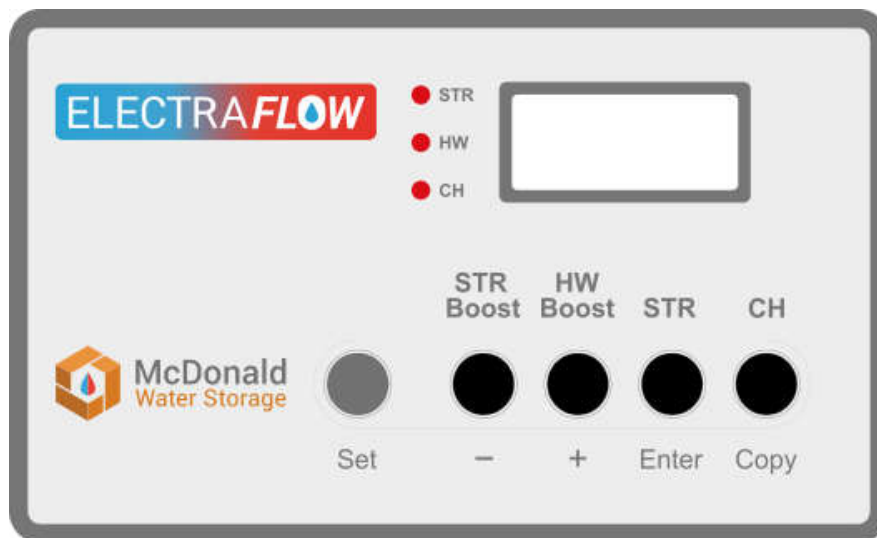 ELECTRAFLOW
STR
HW
CH
STR Boost
HW Boost
STR
CH
McDonald
Water Storage
Set
−
+
Enter
Copy